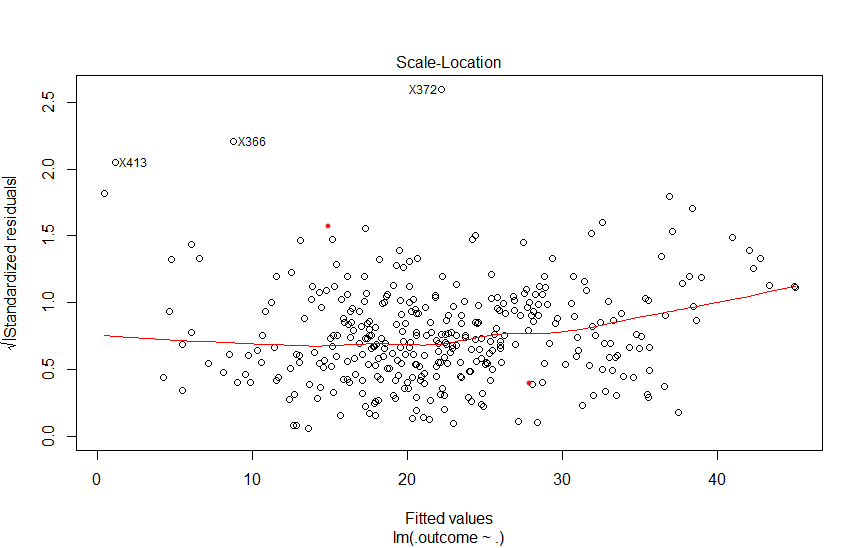 Scale-Location
√|Standardized residuals|
2.5
2.0
1.5
1.0
0.5
0.0
X372
X366
X413
0
10
20
30
40
Fitted values
lm(.outcome ~ .)